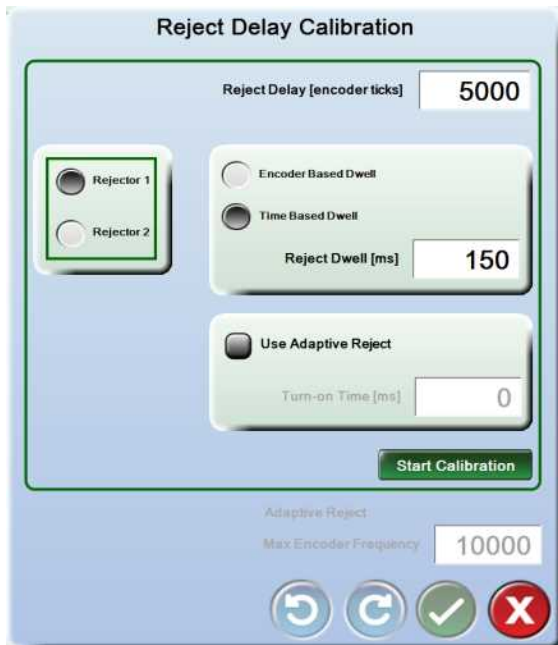 Reject Delay Calibration
Reject Delay [encoder ticks] 5000
Rejector 1
Rejector 2
Encoder Based Dwell
Time Based Dwell
Reject Dwell [ms] 150
Use Adaptive Reject
Turn-on Time [ms] 0
Start Calibration
Adaptive Reject
Max Encoder Frequency 10000